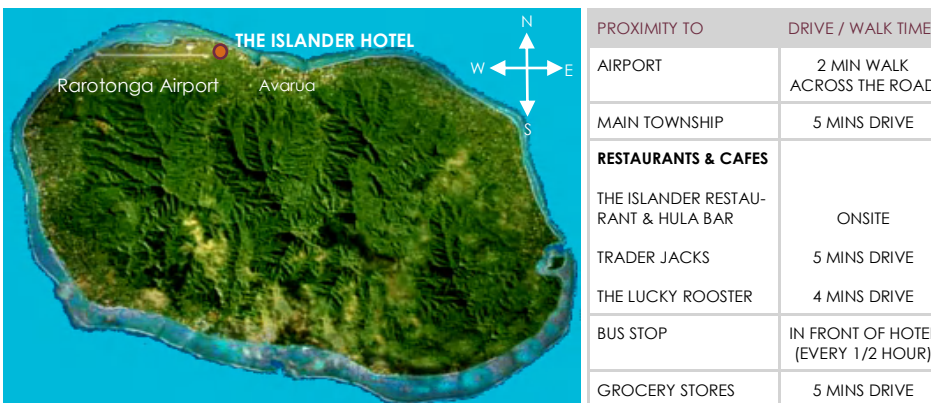 THE ISLANDER HOTEL
Rarotonga Airport
Avarua
N
W
E
S
PROXIMITY TO DRIVE / WALK TIME
AIRPORT 2 MIN WALK
ACROSS THE ROAD
MAIN TOWNSHIP 5 MINS DRIVE
RESTAURANTS & CAFES
THE ISLANDER RESTAU-
RANT & HULA BAR ONSITE
TRADER JACKS 5 MINS DRIVE
THE LUCKY ROOSTER 4 MINS DRIVE
BUS STOP IN FRONT OF HOTEL
(EVERY 1/2 HOUR)
GROCERY STORES 5 MINS DRIVE